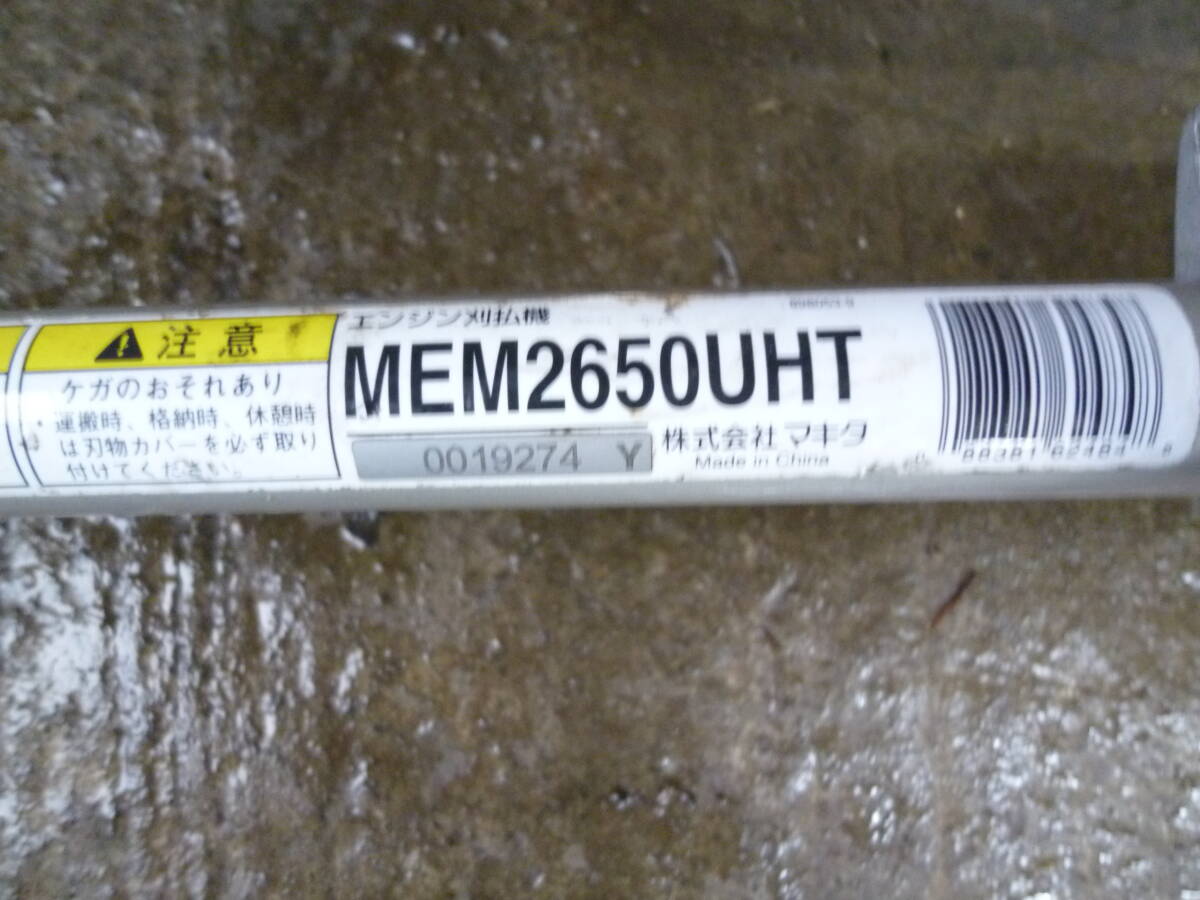 注意
ケガのおそれあり
・運搬時、格納時、休憩時
は刃物カバーを必ず取り
付けてください。
エンジン刈払機
MEM2650UHT
0019274 Y
株式会社マキタ
Made in China